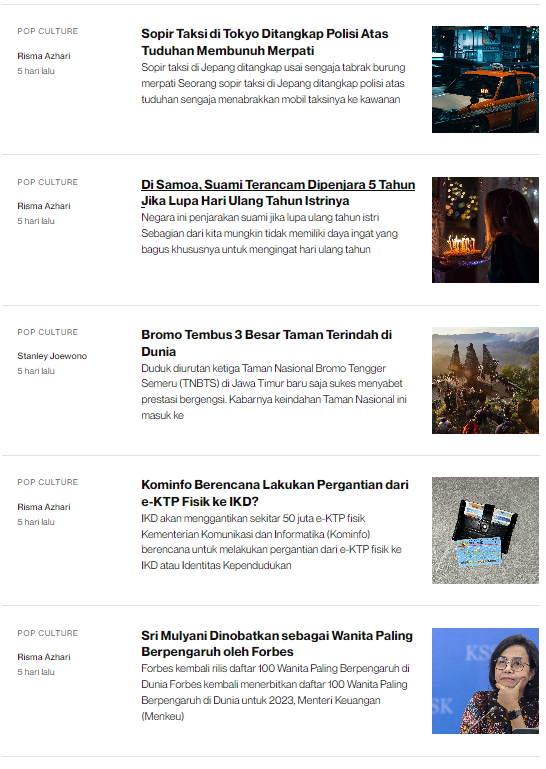 POP CULTURE
Risma Azhari
5 hari lalu
Sopir Taksi di Tokyo Ditangkap Polisi Atas
Tuduhan Membunuh Merpati
Sopir taksi di Jepang ditangkap usai sengaja tabrak burung
merpati Seorang sopir taksi di Jepang ditangkap polisi atas
tuduhan sengaja menabrakkan mobil taksinya ke kawanan
POP CULTURE
Risma Azhari
5 hari lalu
Di Samoa, Suami Terancam Dipenjara 5 Tahun
Jika Lupa Hari Ulang Tahun Istrinya
Negara ini penjarakan suami jika lupa ulang tahun istri
Sebagian dari kita mungkin tidak memiliki daya ingat yang
bagus khususnya untuk mengingat hari ulang tahun
POP CULTURE
Stanley Joewono
5 hari lalu
Bromo Tembus 3 Besar Taman Terindah di
Dunia
Duduk diurutan ketiga Taman Nasional Bromo Tengger
Semeru (TNBTS) di Jawa Timur baru saja sukes menyabet
prestasi bergengsi. Kabarnya keindahan Taman Nasional ini
masuk ke
POP CULTURE
Risma Azhari
5 hari lalu
Kominfo Berencana Lakukan Pergantian dari
e-KTP Fisik ke IKD?
IKD akan menggantikan sekitar 50 juta e-KTP fisik
Kementerian Komunikasi dan Informatika (Kominfo)
berencana untuk melakukan pergantian dari e-KTP fisik ke
IKD atau Identitas Kependudukan
POP CULTURE
Risma Azhari
5 hari lalu
Sri Mulyani Dinobatkan sebagai Wanita Paling
Berpengaruh oleh Forbes
Forbes kembali rilis daftar 100 Wanita Paling Berpengaruh di
Dunia Forbes kembali menerbitkan daftar 100 Wanita Paling
Berpengaruh di Dunia untuk 2023, Menteri Keuangan
(Menkeu)
KS
SK